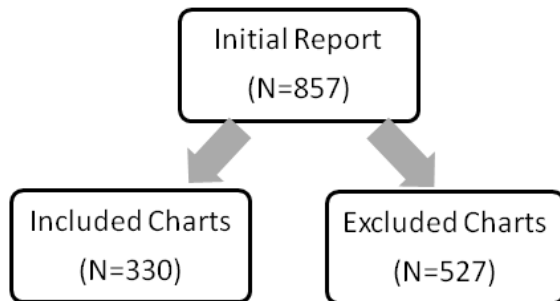 Initial Report
(N=857)
Included Charts
(N=330)
Excluded Charts
(N=527)